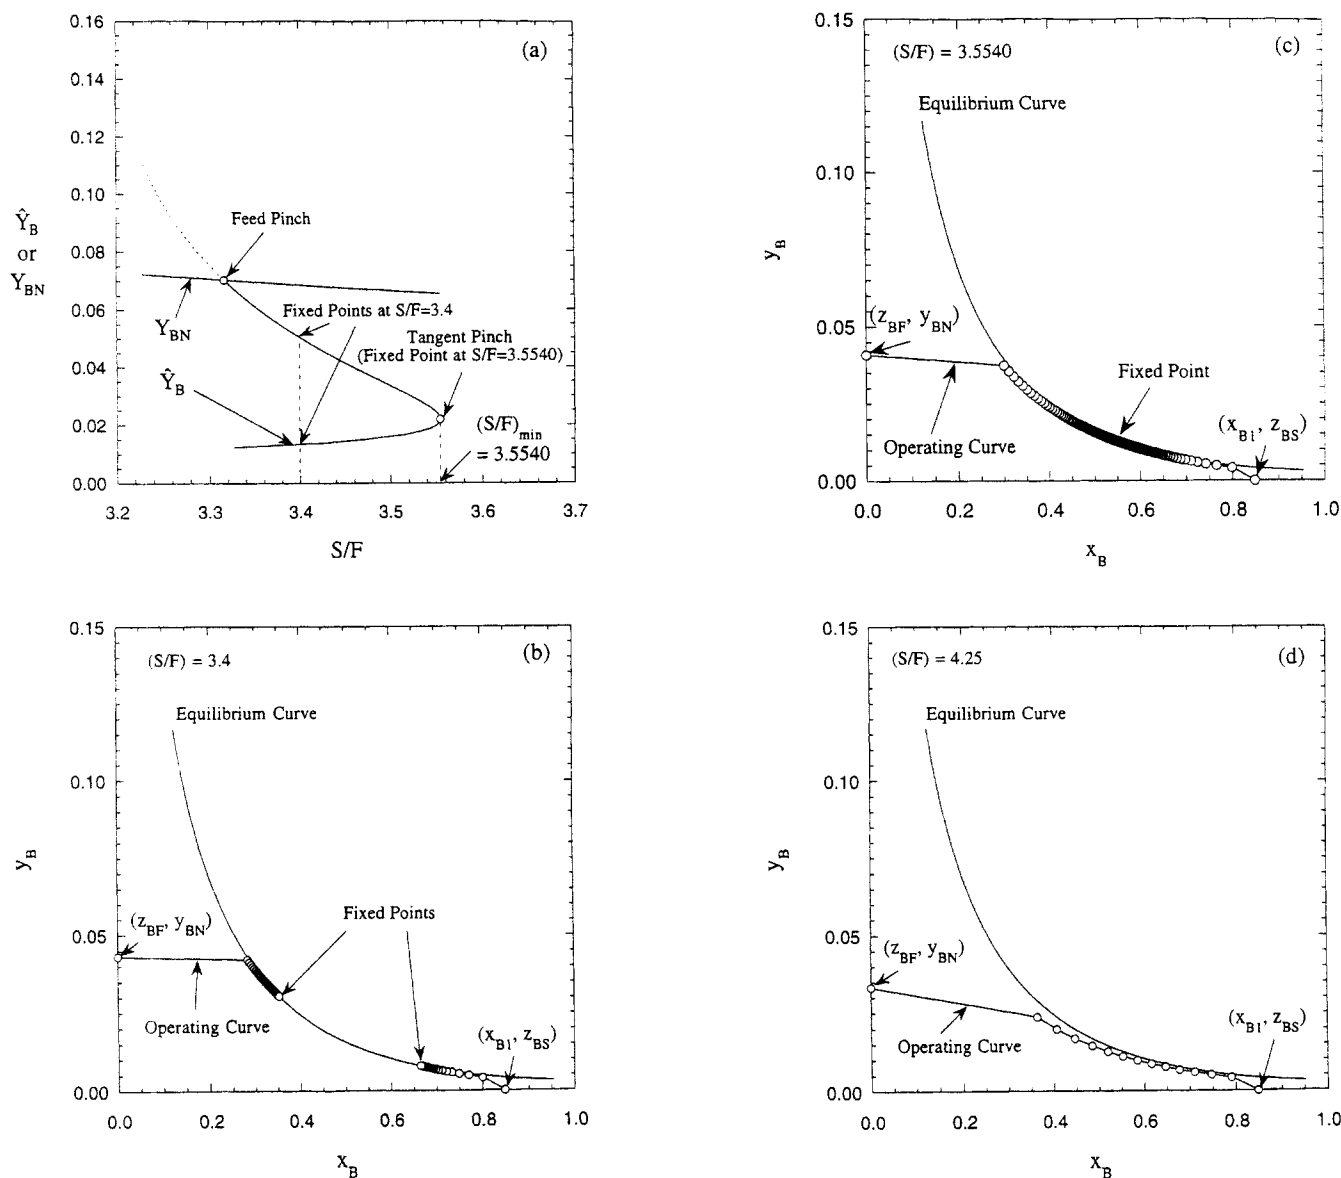 (a)
0.16
0.14
0.12
0.10
0.08
0.06
0.04
0.02
0.00
Ŷ_B
or
Y_BN
Feed Pinch
Y_BN
Fixed Points at S/F=3.4
Ŷ_B
Tangent Pinch
(Fixed Point at S/F=3.5540)
(S/F)_min
= 3.5540
3.2 3.3 3.4 3.5 3.6 3.7
S/F
(c)
(S/F) = 3.5540
0.15
0.10
0.05
0.00
y_B
Equilibrium Curve
(z_BF, y_BN)
Fixed Point
Operating Curve
(x_B1, z_BS)
0.0 0.2 0.4 0.6 0.8 1.0
x_B
(b)
(S/F) = 3.4
0.15
0.10
0.05
0.00
y_B
Equilibrium Curve
(z_BF, y_BN)
Fixed Points
Operating Curve
(x_B1, z_BS)
0.0 0.2 0.4 0.6 0.8 1.0
x_B
(d)
(S/F) = 4.25
0.15
0.10
0.05
0.00
y_B
Equilibrium Curve
(z_BF, y_BN)
Operating Curve
(x_B1, z_BS)
0.0 0.2 0.4 0.6 0.8 1.0
x_B